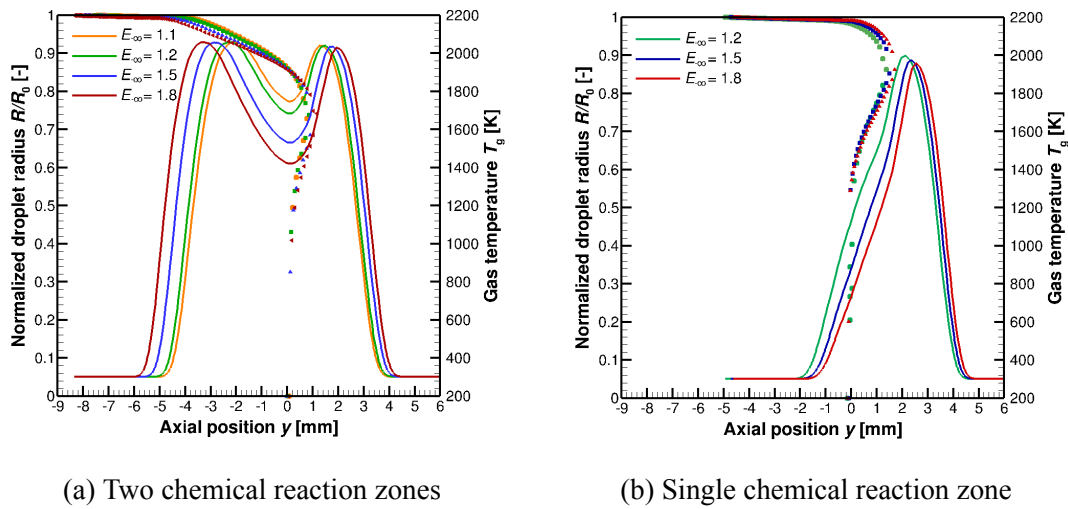 Normalized droplet radius R/R₀ [-]
1
0.9
0.8
0.7
0.6
0.5
0.4
0.3
0.2
0.1
0
E-∞= 1.1
E-∞= 1.2
E-∞= 1.5
E-∞= 1.8
2200
2000
1800
1600
1400
1200
1000
800
600
400
200
Gas temperature Tg [K]
-9 -8 -7 -6 -5 -4 -3 -2 -1 0 1 2 3 4 5 6
Axial position y [mm]
(a) Two chemical reaction zones
Normalized droplet radius R/R₀ [-]
1
0.9
0.8
0.7
0.6
0.5
0.4
0.3
0.2
0.1
0
E-∞= 1.2
E-∞= 1.5
E-∞= 1.8
2200
2000
1800
1600
1400
1200
1000
800
600
400
200
Gas temperature Tg [K]
-9 -8 -7 -6 -5 -4 -3 -2 -1 0 1 2 3 4 5 6
Axial position y [mm]
(b) Single chemical reaction zone